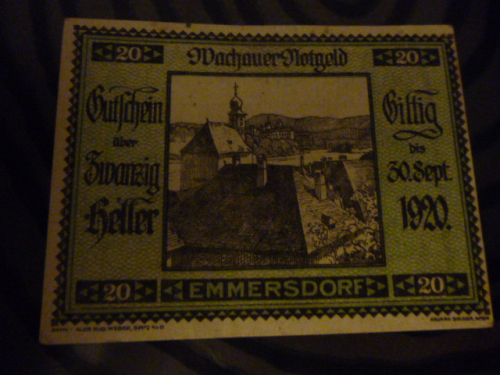 20 Wachauer Notgeld 20
Gutschein
über
Zwanzig
Heller
Giltig
bis
30. Sept.
1920.
20 EMMERSDORF 20